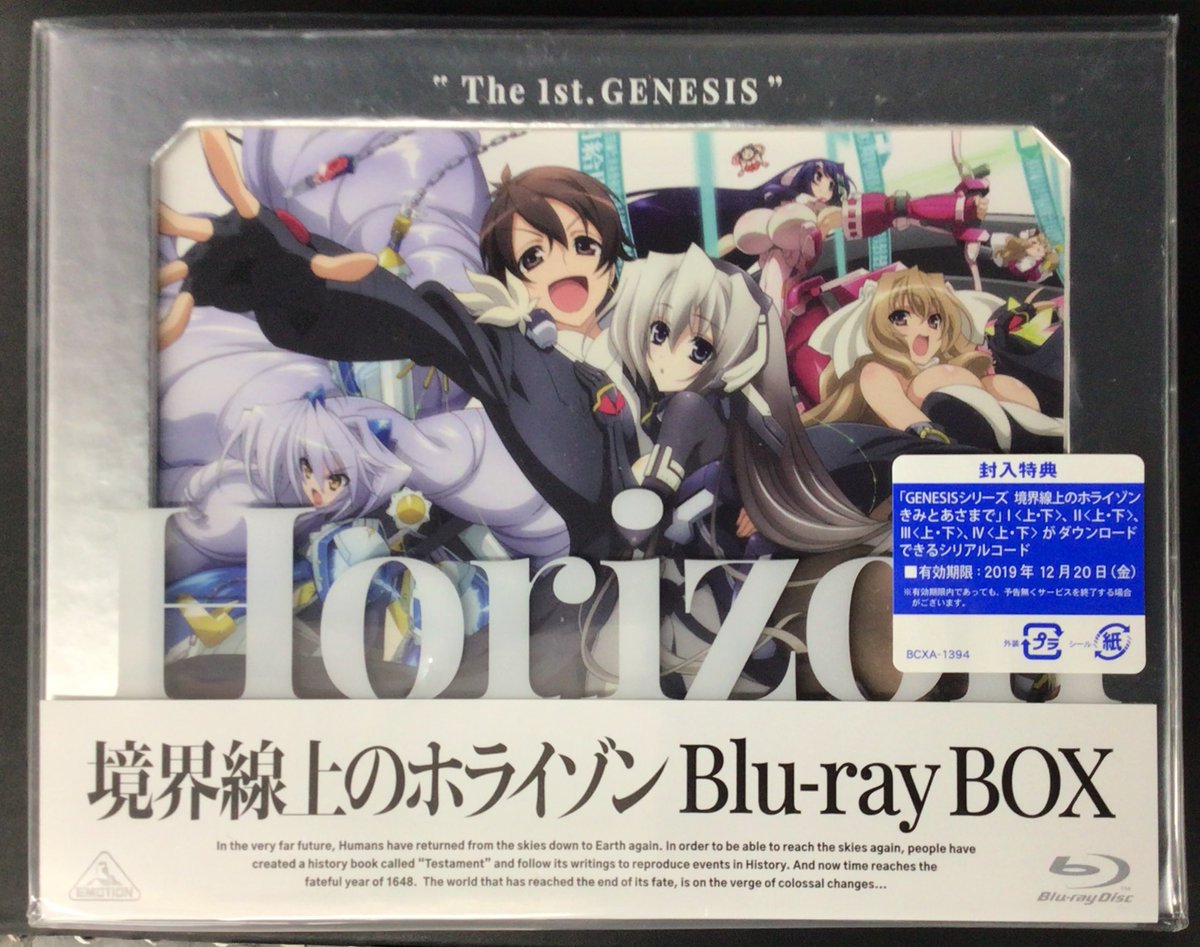 “ The 1st. GENESIS ”
封入特典
「GENESISシリーズ 境界線上のホライゾン
きみとあさまで」I〈上・下〉、II〈上・下〉、
III〈上・下〉、IV〈上・下〉がダウンロード
できるシリアルコード
■有効期限：2019年12月20日（金）
※有効期限内であっても、予告無くサービスを終了する場合
がございます。
BCXA-1394
外装 プラ シール 紙
Horizon
境界線上のホライゾン Blu-ray BOX
In the very far future, Humans have returned from the skies down to Earth again. In order to be able to reach the skies again, people have
created a history book called “Testament” and follow its writings to reproduce events in History. And now time reaches the
fateful year of 1648. The world that has reached the end of its fate, is on the verge of colossal changes...
EMOTION
Blu-ray Disc™